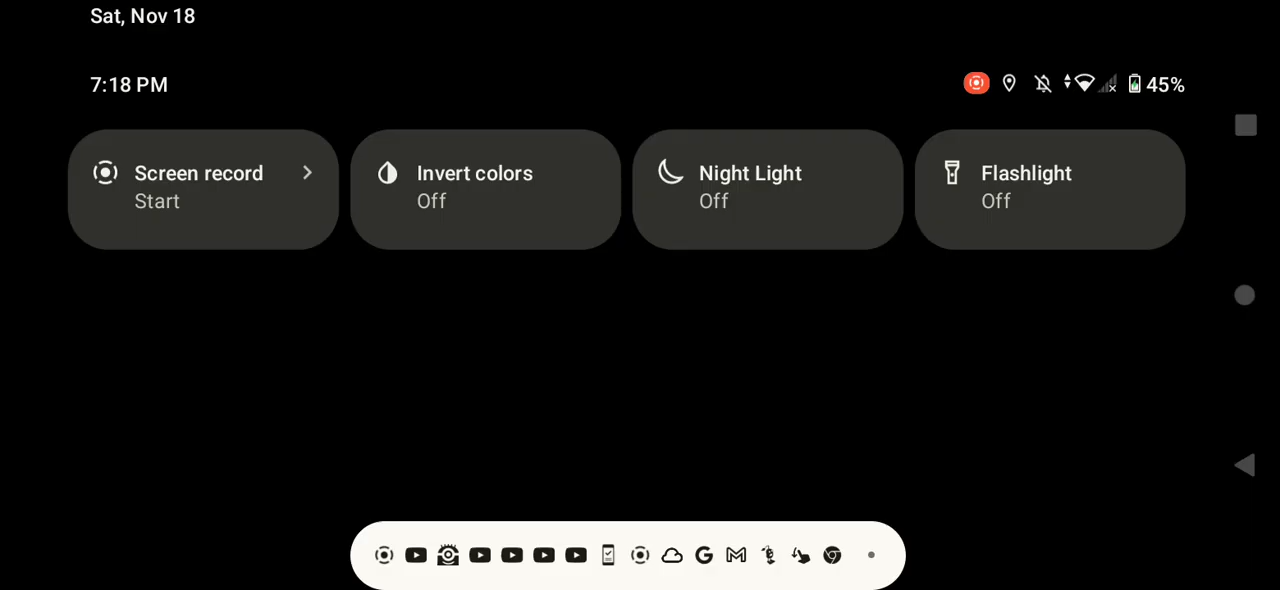 Sat, Nov 18
7:18 PM
45%
Screen record
Start
Invert colors
Off
Night Light
Off
Flashlight
Off